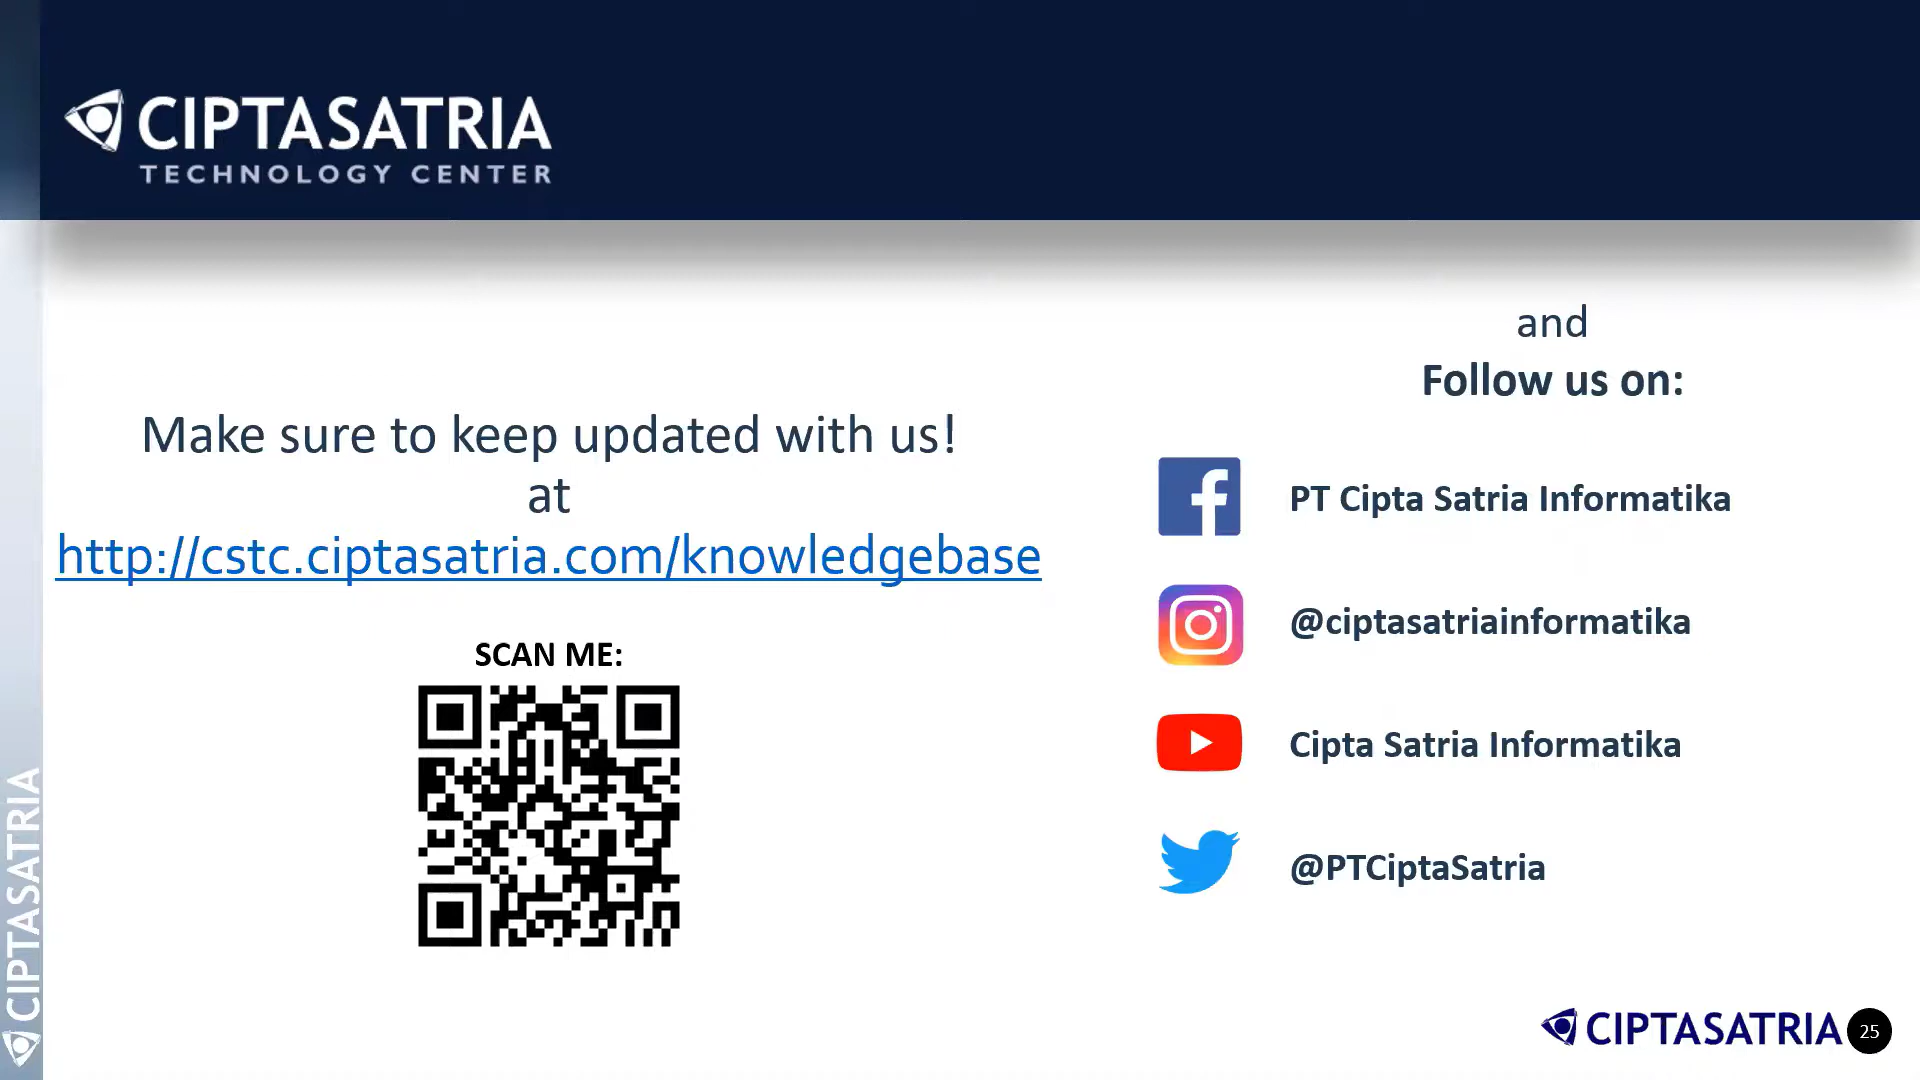 CIPTASATRIA
TECHNOLOGY CENTER
Make sure to keep updated with us!
at
http://cstc.ciptasatria.com/knowledgebase
SCAN ME:
and
Follow us on:
PT Cipta Satria Informatika
@ciptasatriainformatika
Cipta Satria Informatika
@PTCiptaSatria
CIPTASATRIA
CIPTASATRIA
25